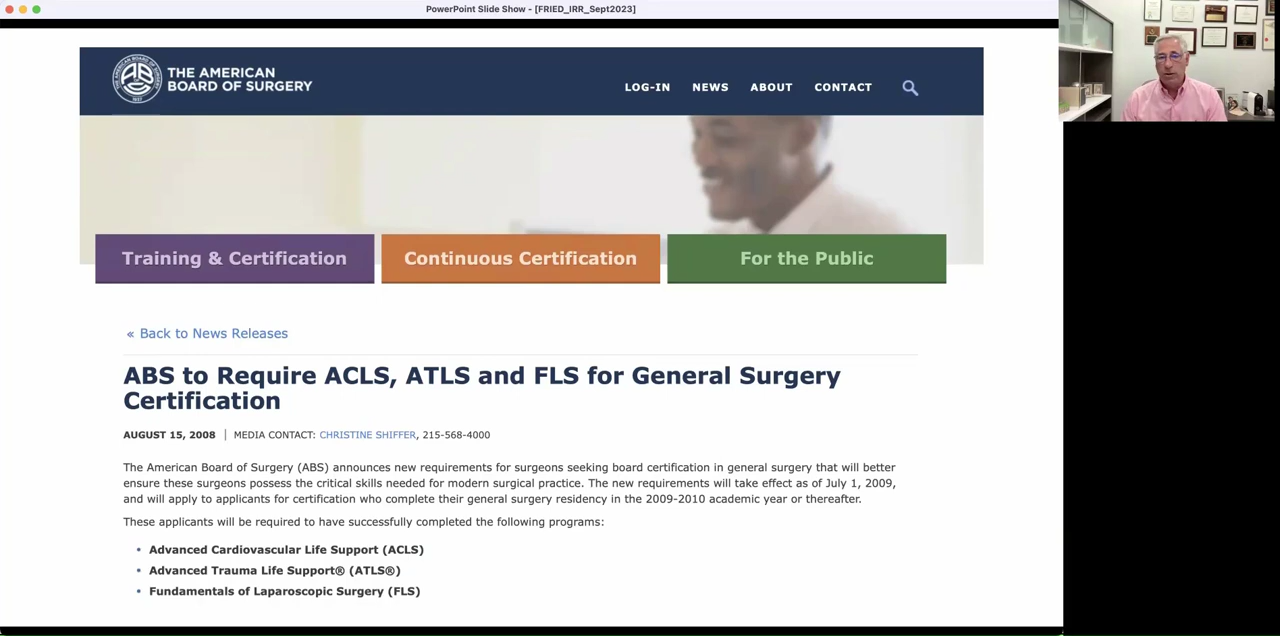 PowerPoint Slide Show - [FRIED_IRR_Sept2023]
THE AMERICAN
BOARD OF SURGERY
LOG-IN NEWS ABOUT CONTACT
Training & Certification
Continuous Certification
For the Public
« Back to News Releases
ABS to Require ACLS, ATLS and FLS for General Surgery
Certification
AUGUST 15, 2008 | MEDIA CONTACT: CHRISTINE SHIFFER, 215-568-4000
The American Board of Surgery (ABS) announces new requirements for surgeons seeking board certification in general surgery that will better
ensure these surgeons possess the critical skills needed for modern surgical practice. The new requirements will take effect as of July 1, 2009,
and will apply to applicants for certification who complete their general surgery residency in the 2009-2010 academic year or thereafter.
These applicants will be required to have successfully completed the following programs:
• Advanced Cardiovascular Life Support (ACLS)
• Advanced Trauma Life Support® (ATLS®)
• Fundamentals of Laparoscopic Surgery (FLS)